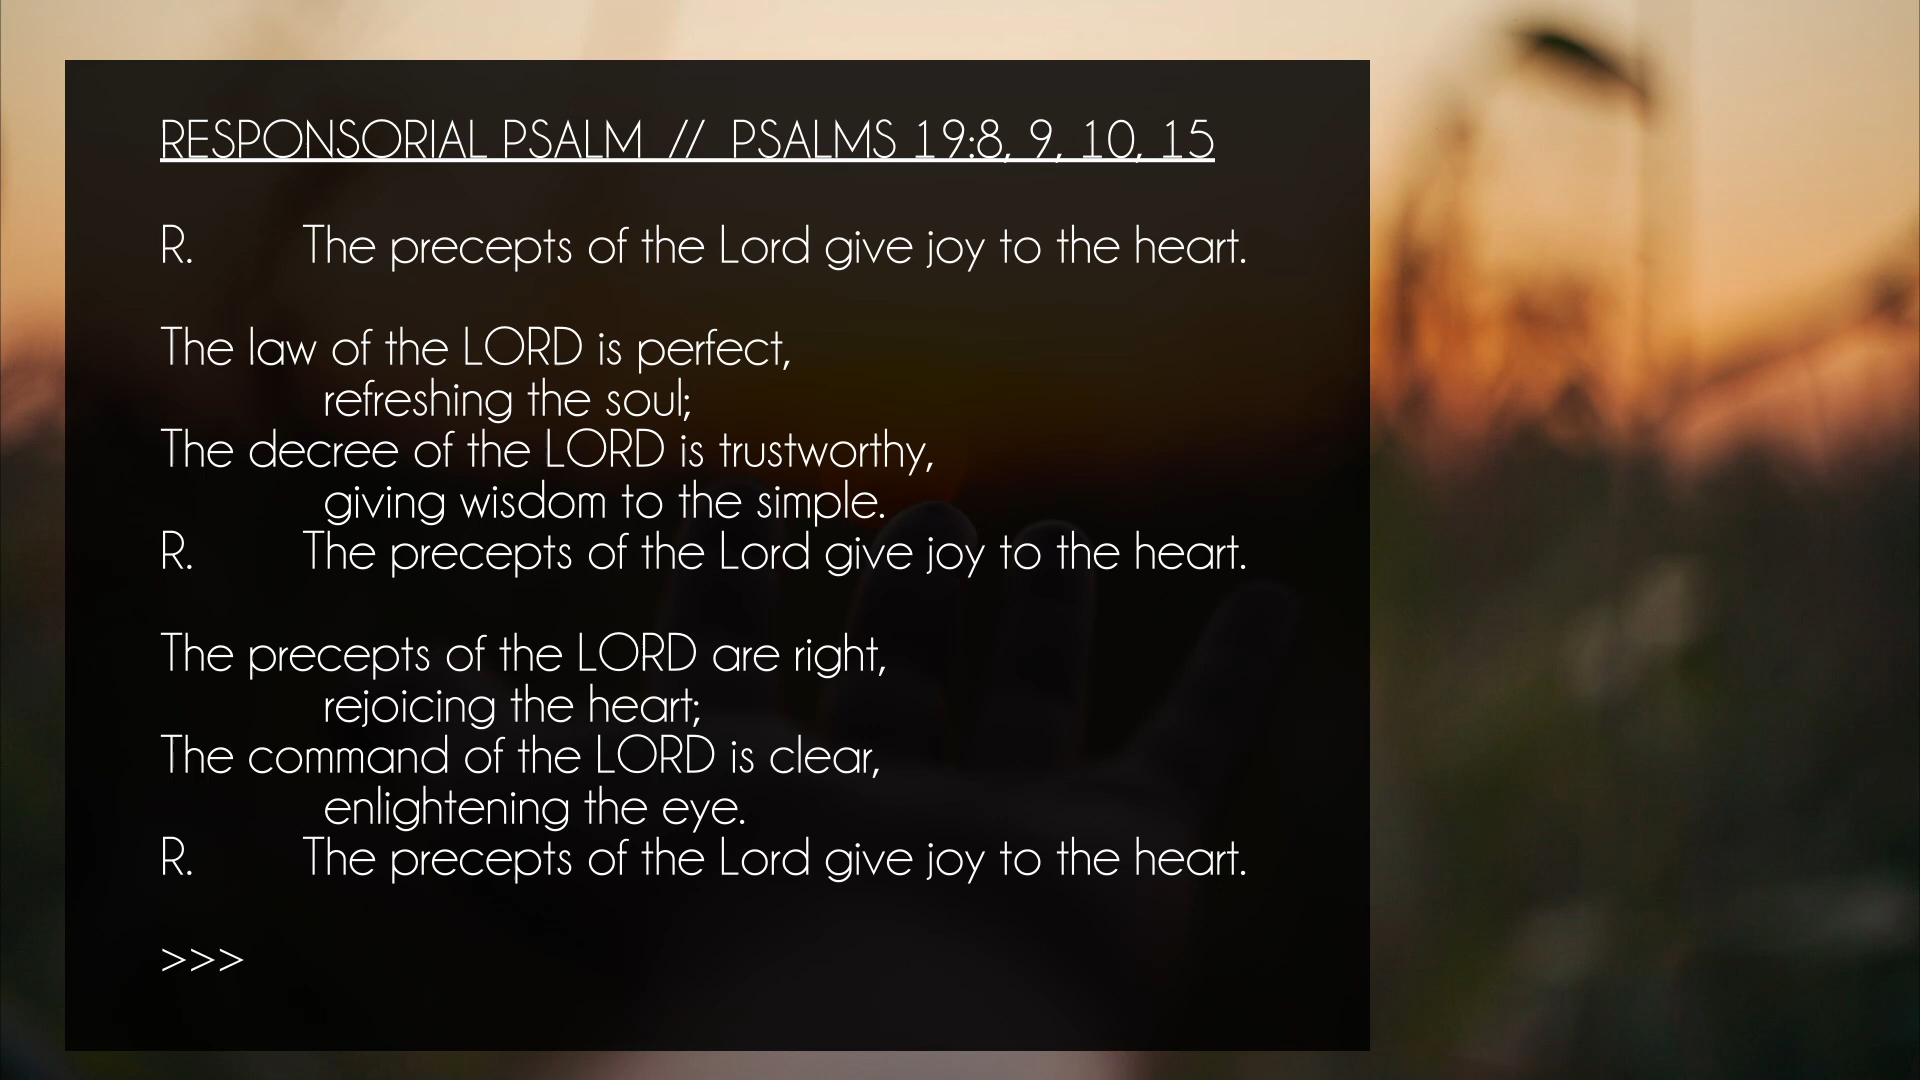 RESPONSORIAL PSALM // PSALMS 19:8, 9, 10, 15
R. The precepts of the Lord give joy to the heart.
The law of the LORD is perfect,
refreshing the soul;
The decree of the LORD is trustworthy,
giving wisdom to the simple.
R. The precepts of the Lord give joy to the heart.
The precepts of the LORD are right,
rejoicing the heart;
The command of the LORD is clear,
enlightening the eye.
R. The precepts of the Lord give joy to the heart.
>>>